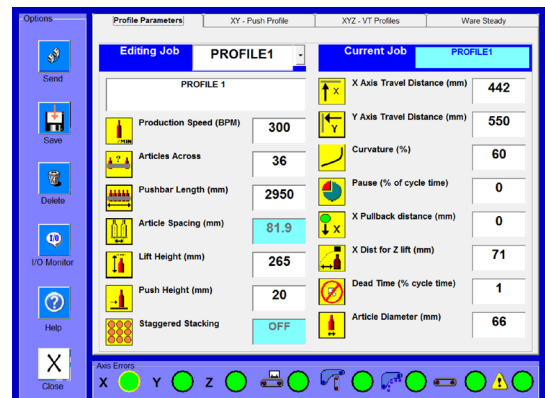 Options
Profile Parameters
XY - Push Profile
XYZ - VT Profiles
Ware Steady
Editing Job
PROFILE1
Current Job
PROFILE1
PROFILE 1
Send
Save
Delete
I/O
I/O Monitor
?
Help
X
Close
/MIN
Production Speed (BPM)
300
?
Articles Across
36
Pushbar Length (mm)
2950
Article Spacing (mm)
81.9
Lift Height (mm)
265
Push Height (mm)
20
Staggered Stacking
OFF
X
X Axis Travel Distance (mm)
442
Y
Y Axis Travel Distance (mm)
550
Curvature (%)
60
Pause (% of cycle time)
0
X
X Pullback distance (mm)
0
X Dist for Z lift (mm)
71
Dead Time (% cycle time)
1
Article Diameter (mm)
66
Axis Errors
X
Y
Z